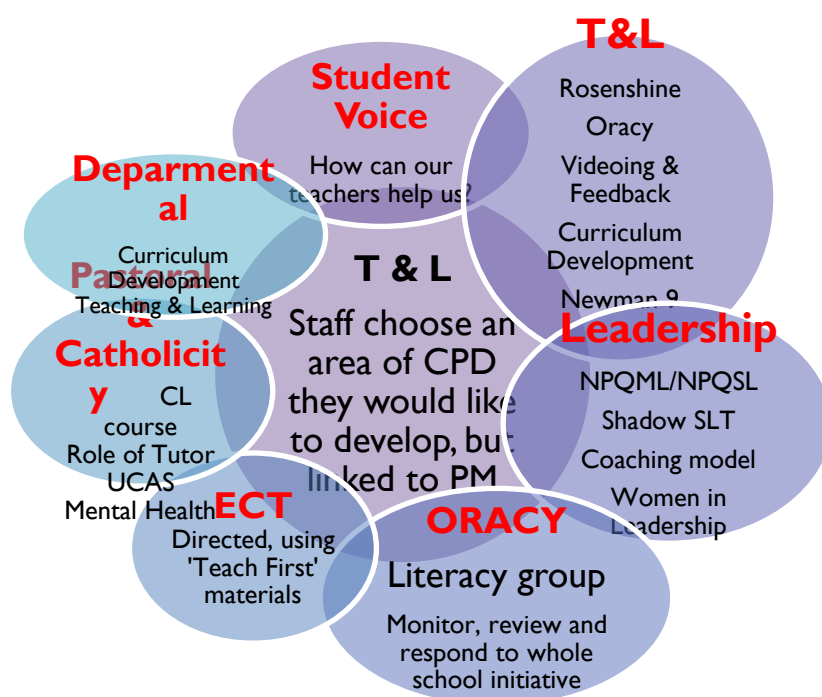 T&L
Rosenshine
Oracy
Videoing &
Feedback
Curriculum
Development
Newman 9
Student
Voice
How can our
teachers help us?
Deparment
al
Curriculum
Development
Teaching & Learning
Pastoral
&
Catholicit
y CL
course
Role of Tutor
UCAS
Mental Health
T & L
Staff choose an
area of CPD
they would like
to develop, but
linked to PM
Leadership
NPQML/NPQSL
Shadow SLT
Coaching model
Women in
Leadership
ECT
Directed, using
'Teach First'
materials
ORACY
Literacy group
Monitor, review and
respond to whole
school initiative